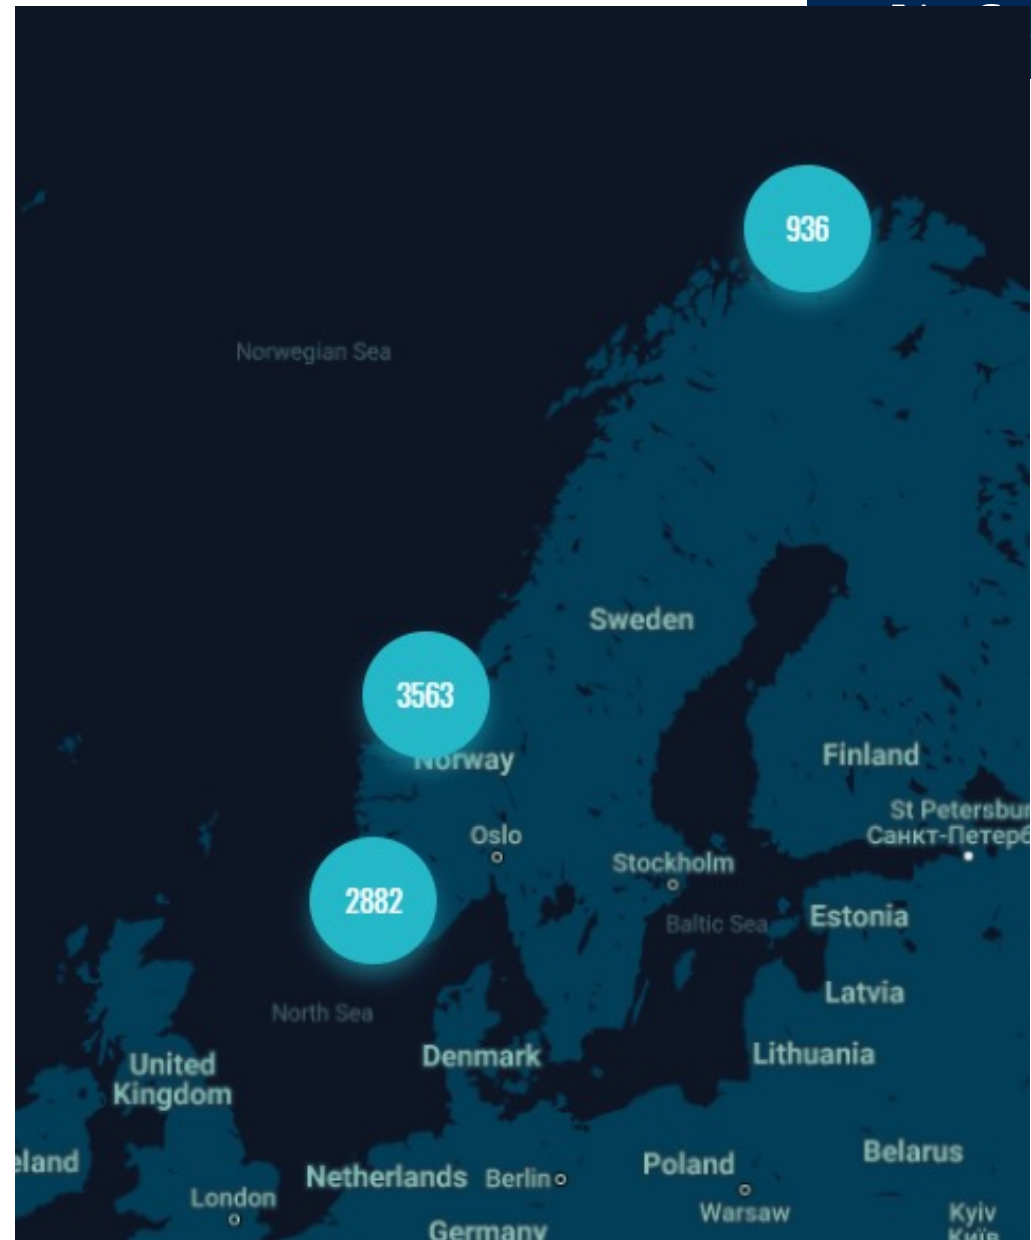 936
Norwegian Sea
Sweden
3563
Norway
Finland
St Petersbur
Санкт-Петерб
Oslo
Stockholm
2882
Baltic Sea
Estonia
Latvia
North Sea
Denmark
Lithuania
United
Kingdom
eland
Netherlands
Berlin
Poland
Belarus
London
Warsaw
Kyiv
Київ
Germany